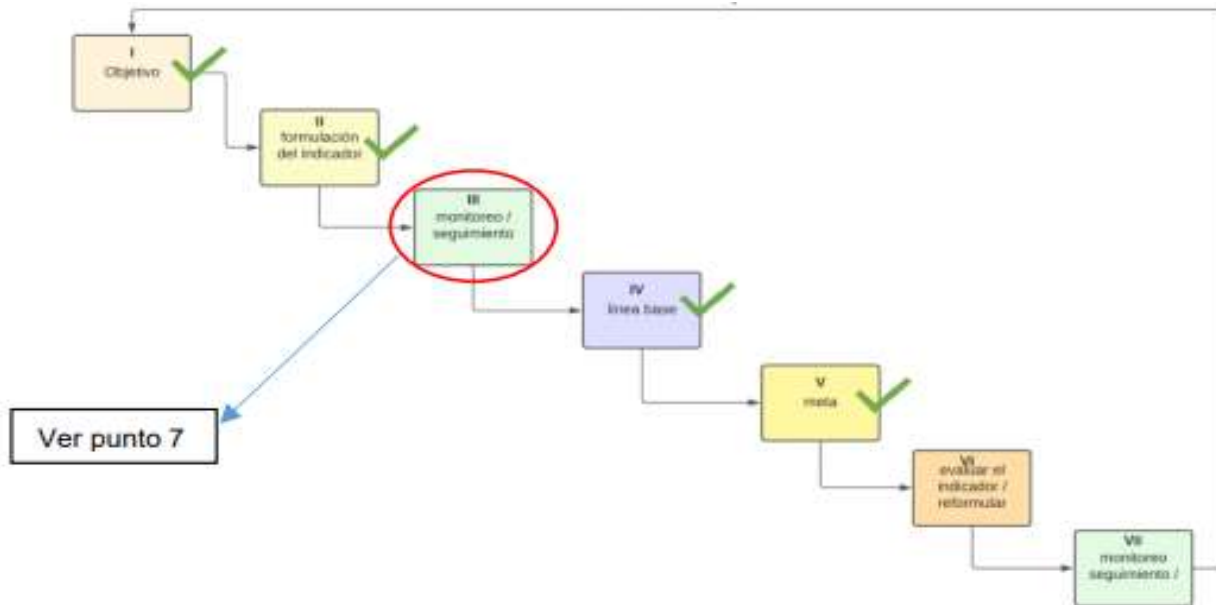 I
Objetivo
II
formulación
del indicador
III
monitoreo /
seguimiento
IV
línea base
V
meta
Ver punto 7
VI
evaluar el
indicador /
reformular
VII
monitoreo
seguimiento /